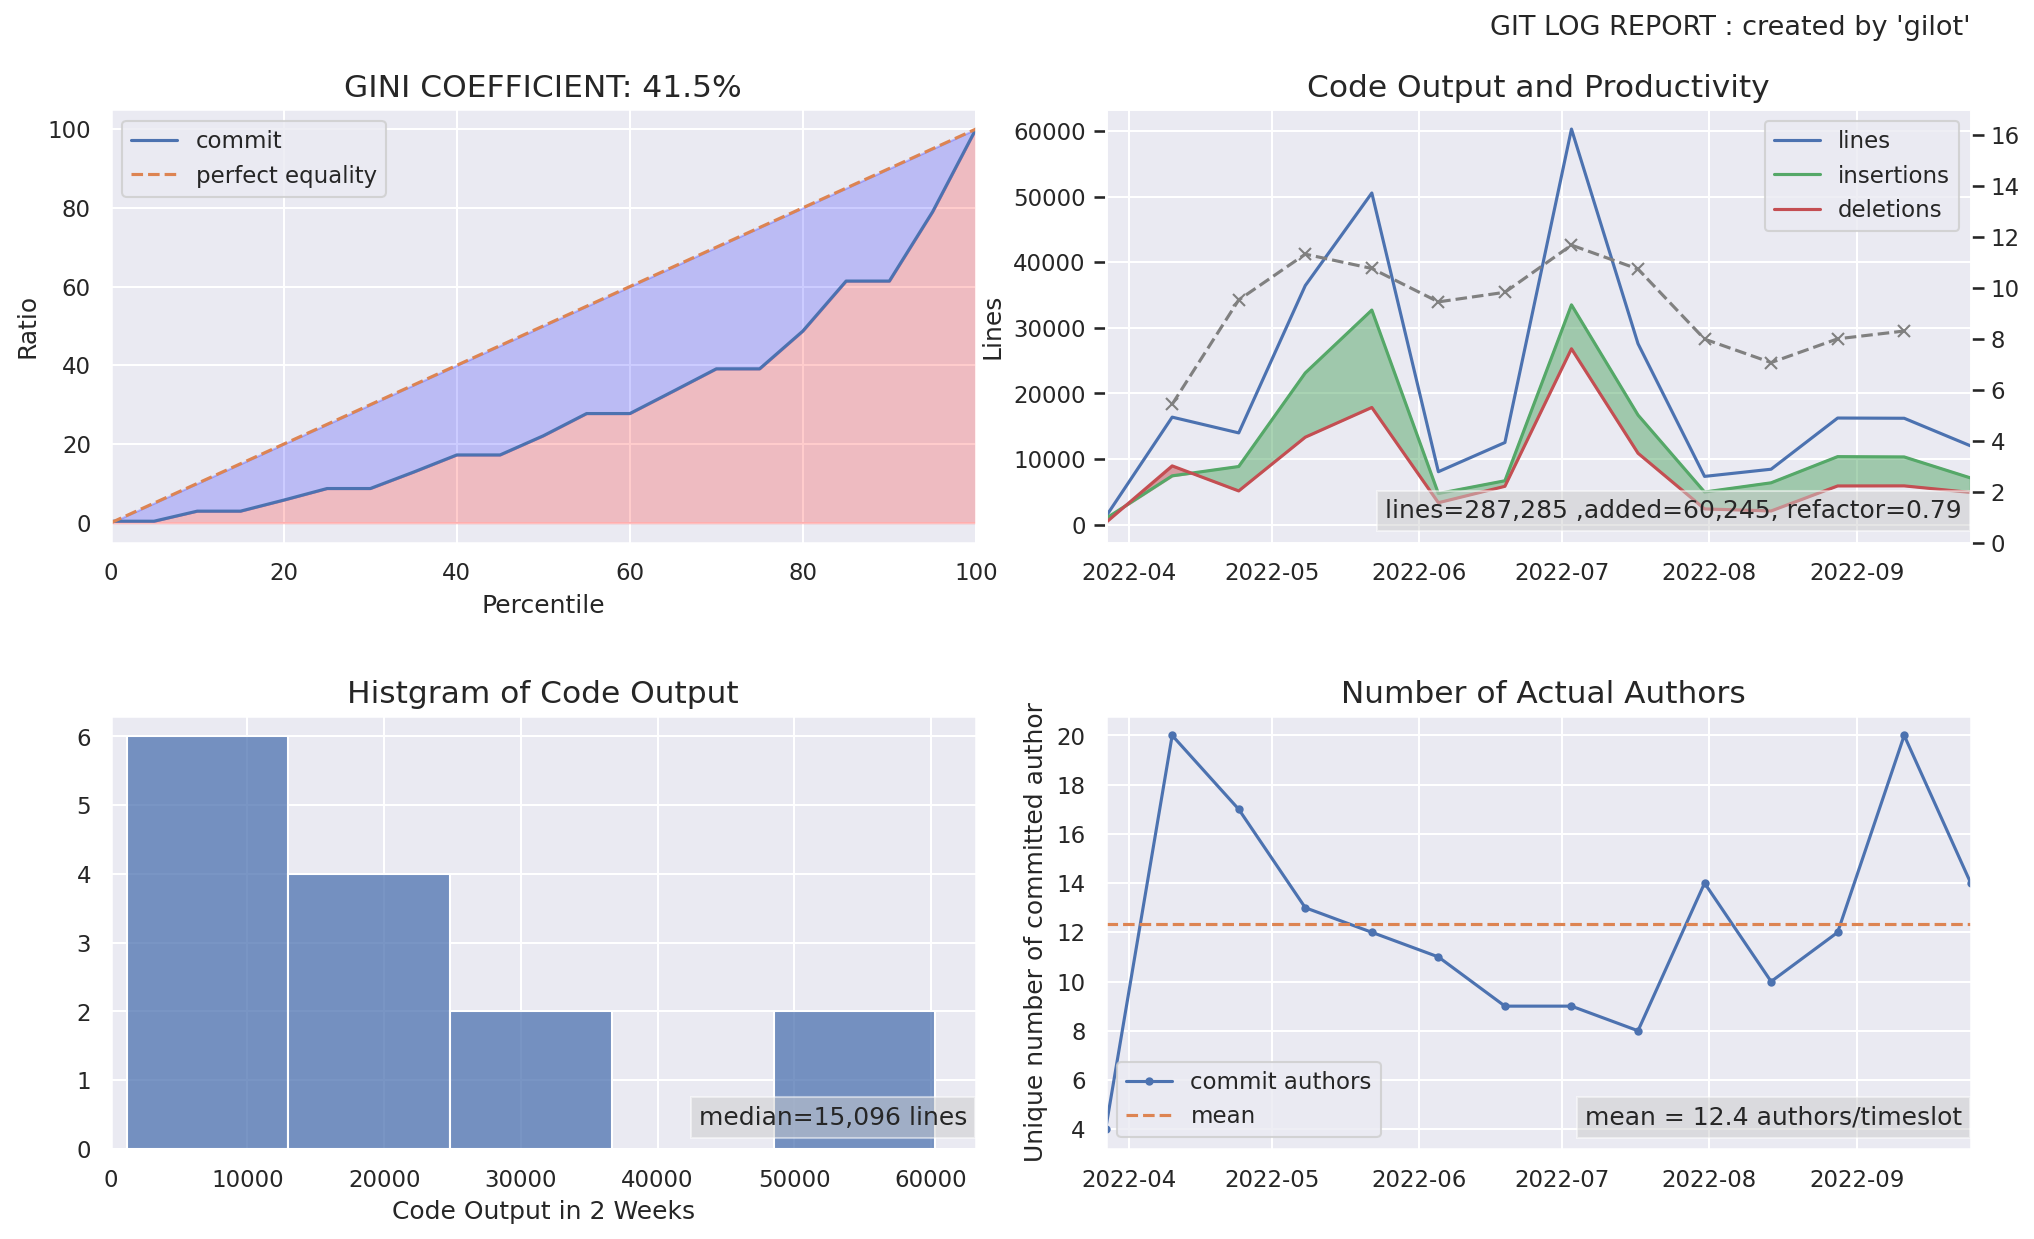 GIT LOG REPORT : created by 'gilot'
GINI COEFFICIENT: 41.5%
commit
perfect equality
Ratio
100
80
60
40
20
0
0 20 40 60 80 100
Percentile
Code Output and Productivity
lines
insertions
deletions
Lines
60000
50000
40000
30000
20000
10000
0
16
14
12
10
8
6
4
2
0
lines=287,285 ,added=60,245, refactor=0.79
2022-04 2022-05 2022-06 2022-07 2022-08 2022-09
Histgram of Code Output
6
5
4
3
2
1
0
median=15,096 lines
0 10000 20000 30000 40000 50000 60000
Code Output in 2 Weeks
Number of Actual Authors
Unique number of committed author
20
18
16
14
12
10
8
6
4
commit authors
mean
mean = 12.4 authors/timeslot
2022-04 2022-05 2022-06 2022-07 2022-08 2022-09